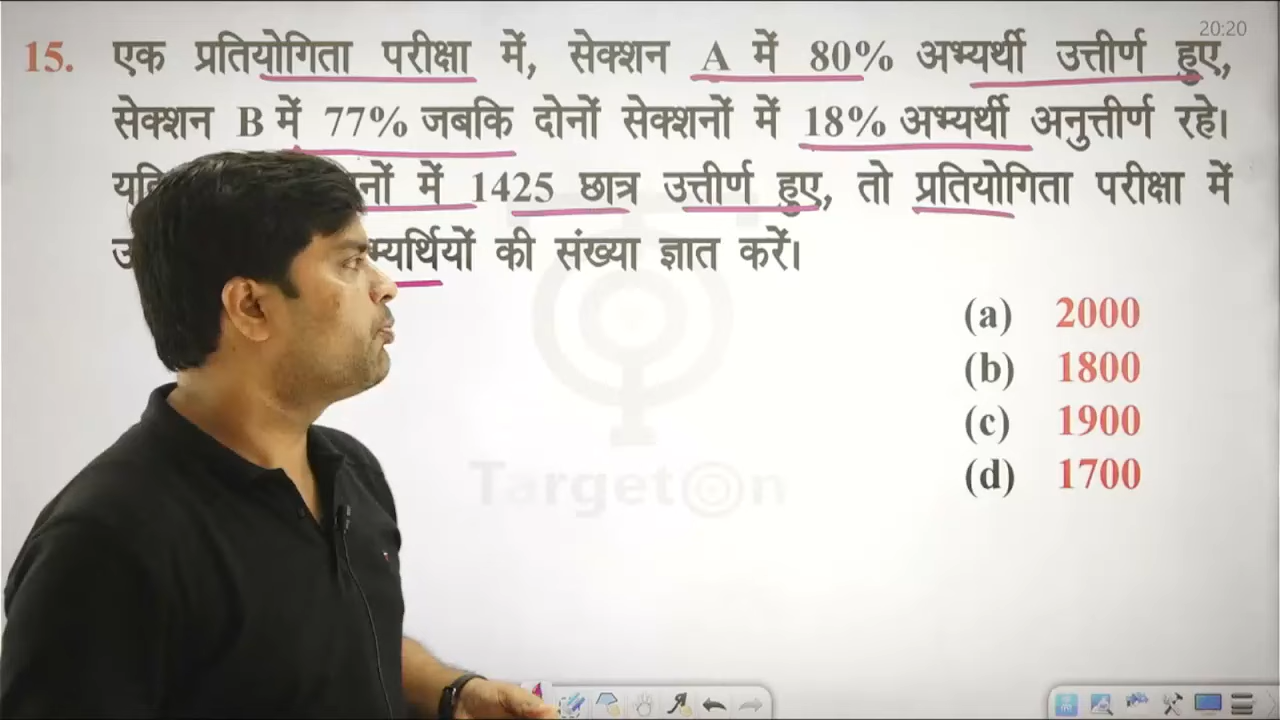 20:20
15. एक प्रतियोगिता परीक्षा में, सेक्शन A में 80% अभ्यर्थी उत्तीर्ण हुए,
सेक्शन B में 77% जबकि दोनों सेक्शनों में 18% अभ्यर्थी अनुत्तीर्ण रहे।
में 1425 छात्र उत्तीर्ण हुए, तो प्रतियोगिता परीक्षा में
की संख्या ज्ञात करें।
(a) 2000
(b) 1800
(c) 1900
(d) 1700
Target@n